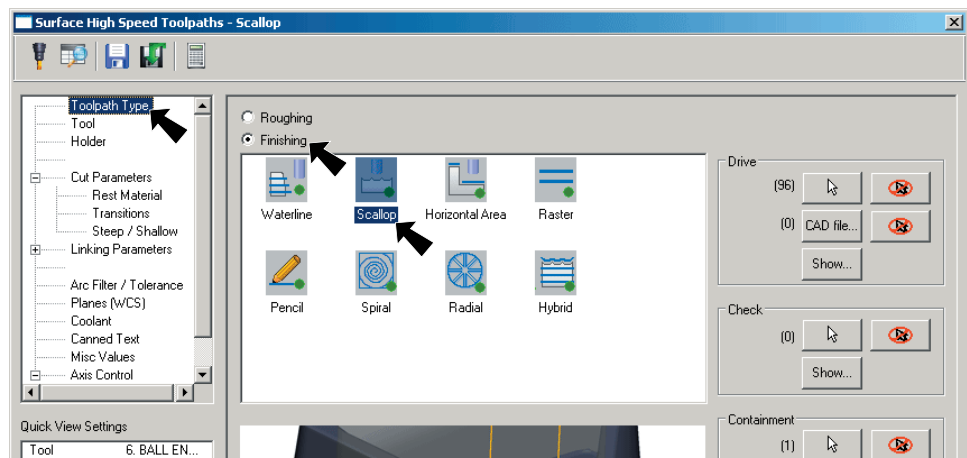 Surface High Speed Toolpaths - Scallop
Toolpath Type
Tool
Holder
Cut Parameters
Rest Material
Transitions
Steep / Shallow
Linking Parameters
Arc Filter / Tolerance
Planes (WCS)
Coolant
Canned Text
Misc Values
Axis Control
Quick View Settings
Tool 6. BALL EN...
Roughing
Finishing
Waterline Scallop Horizontal Area Raster
Pencil Spiral Radial Hybrid
Drive
(96)
(0) CAD file...
Show...
Check
(0)
Show...
Containment
(1)